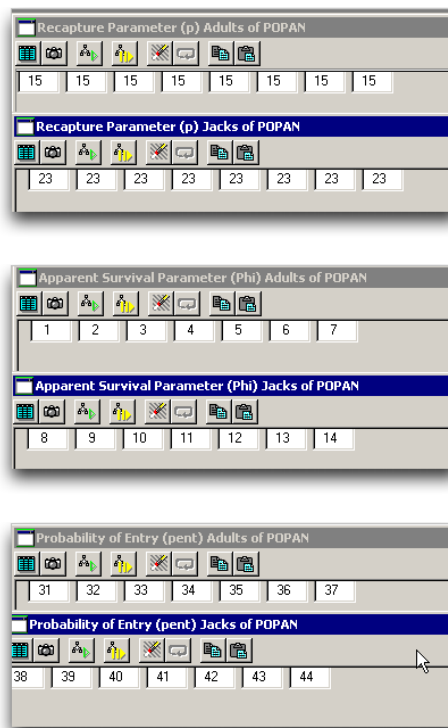 Recapture Parameter (p) Adults of POPAN
15 15 15 15 15 15 15 15
Recapture Parameter (p) Jacks of POPAN
23 23 23 23 23 23 23 23
Apparent Survival Parameter (Phi) Adults of POPAN
1 2 3 4 5 6 7
Apparent Survival Parameter (Phi) Jacks of POPAN
8 9 10 11 12 13 14
Probability of Entry (pent) Adults of POPAN
31 32 33 34 35 36 37
Probability of Entry (pent) Jacks of POPAN
38 39 40 41 42 43 44